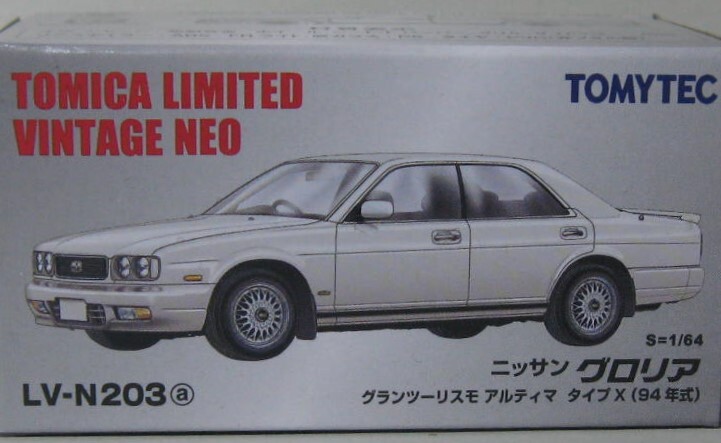 TOMICA LIMITED
VINTAGE NEO
TOMYTEC
S=1/64
ニッサン グロリア
LV-N203ⓐ
グランツーリスモ アルティマ タイプX(94年式)